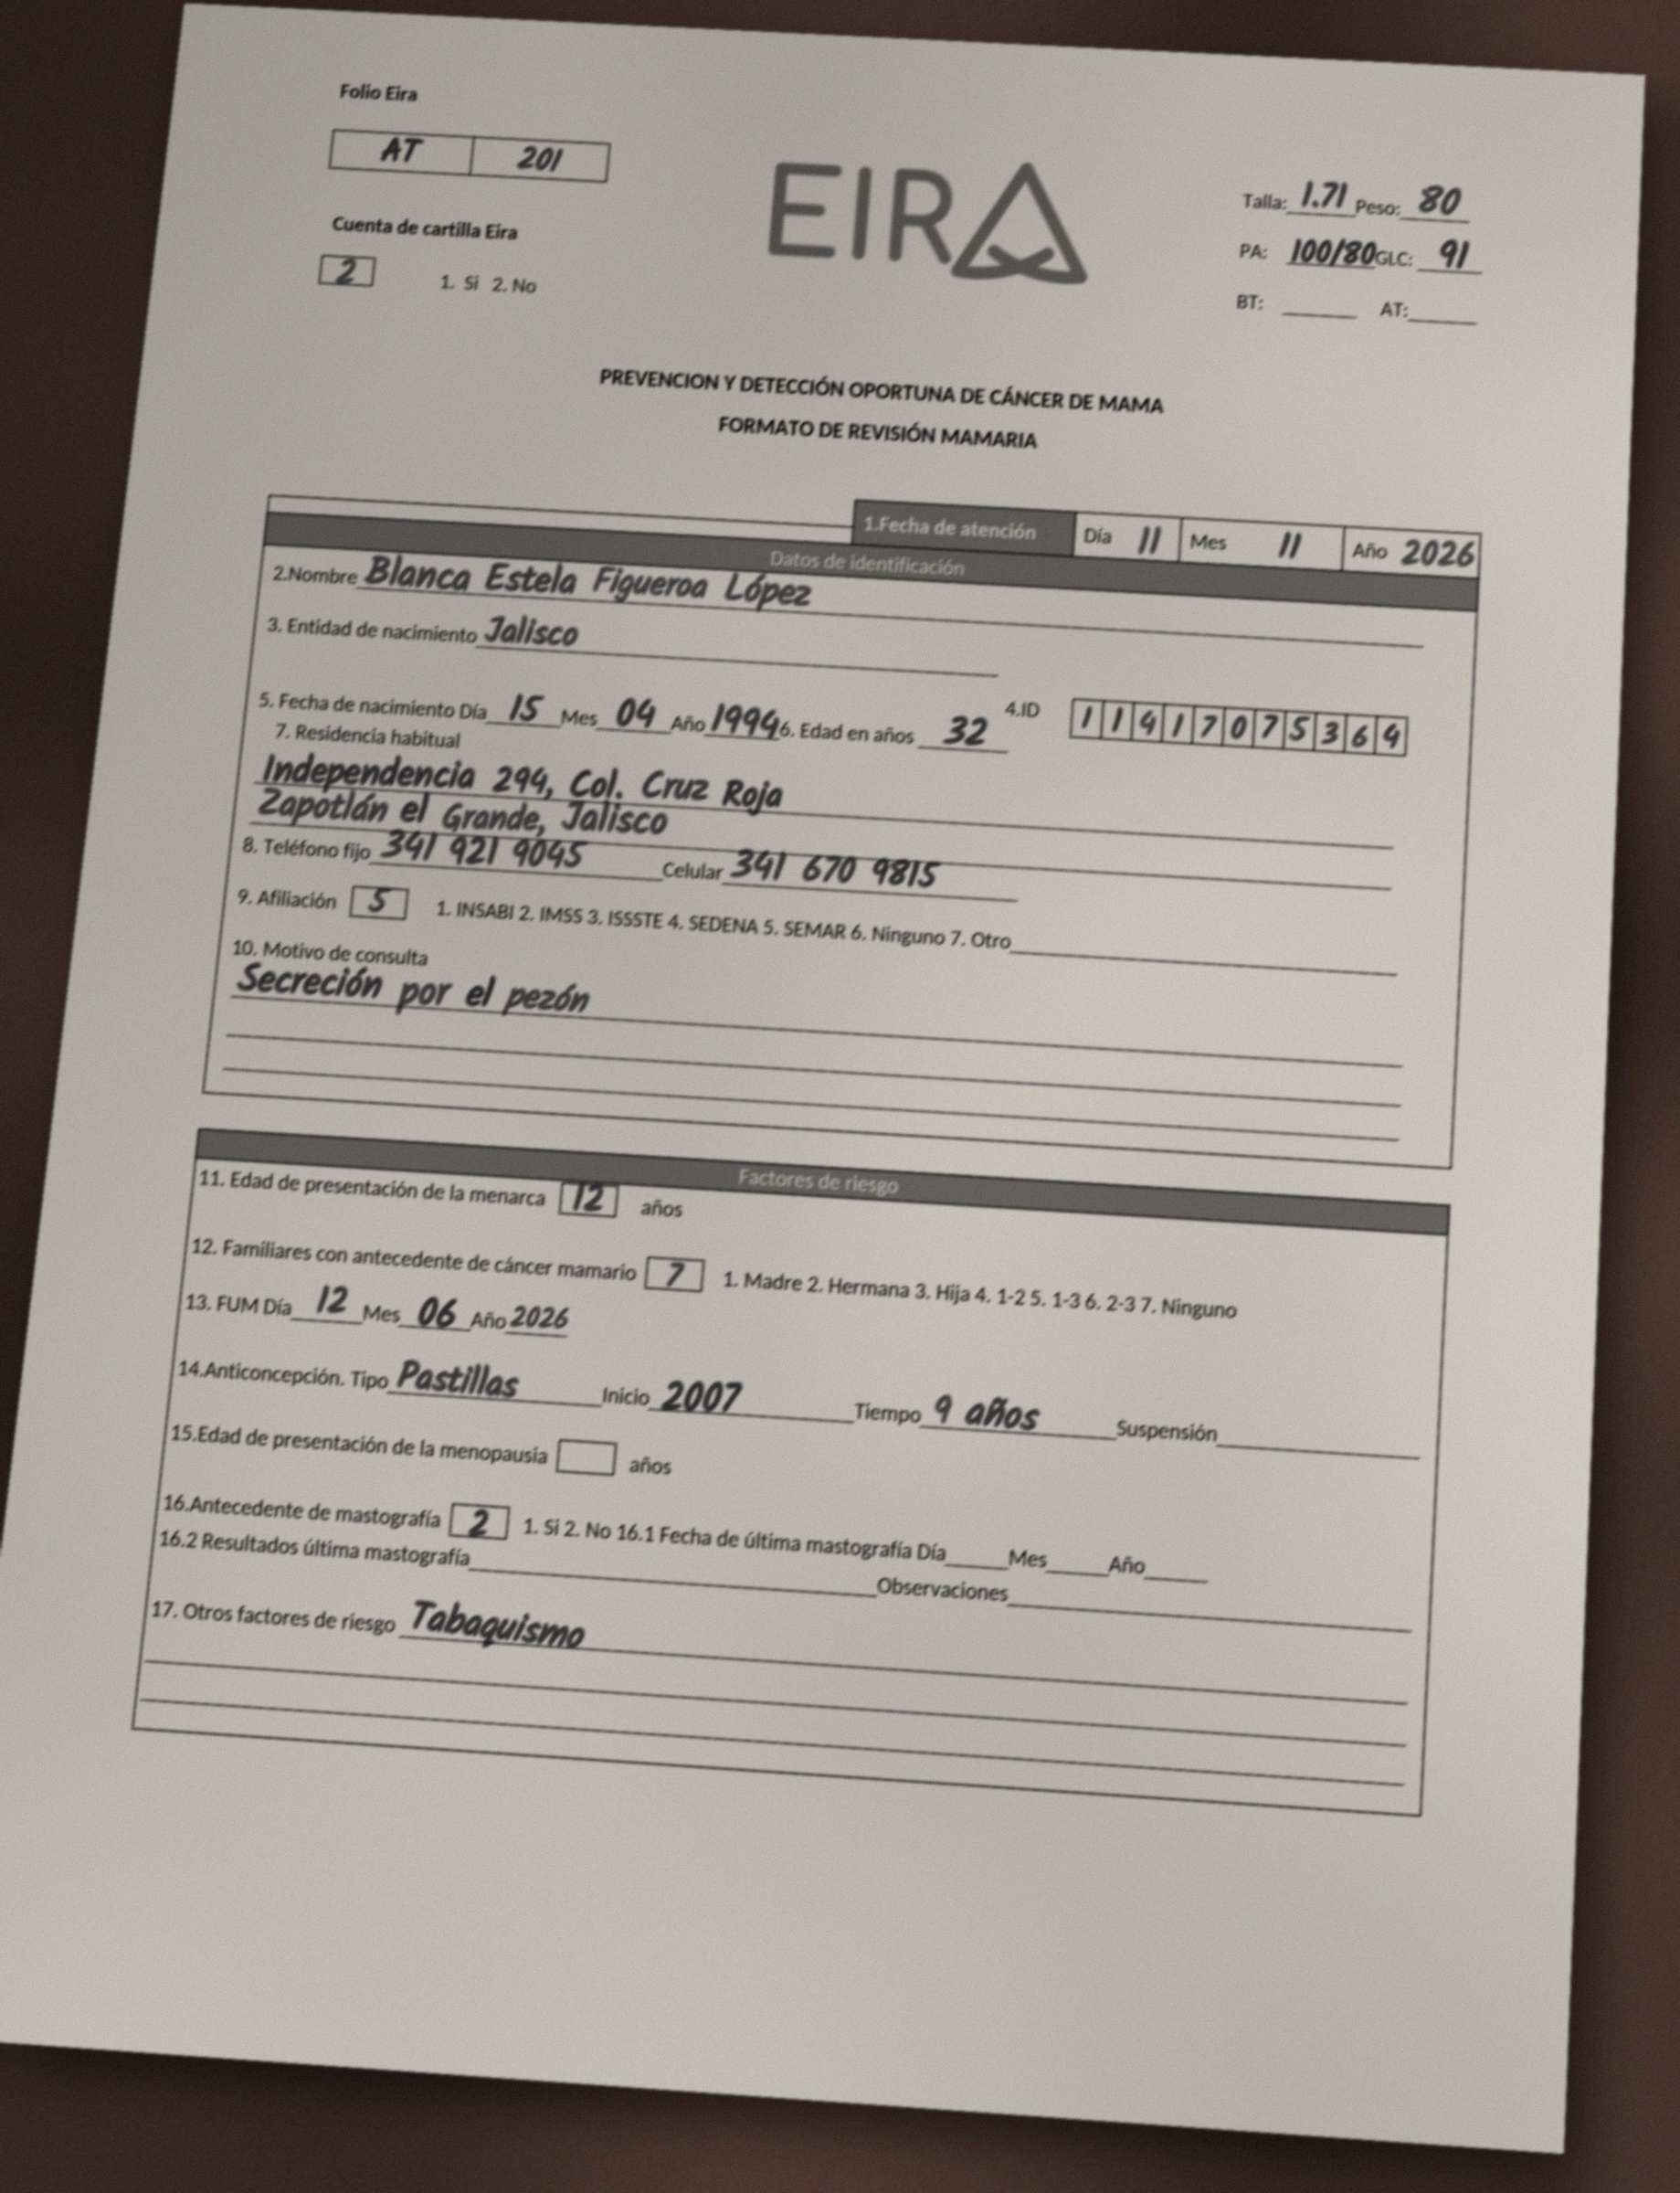 Folio Eira
AT 201
Cuenta de cartilla Eira
2 1. Si 2. No
EIRA
Talla: 1.71 Peso: 80
PA: 100/80 GLC: 91
BT: ______ AT:______
PREVENCION Y DETECCIÓN OPORTUNA DE CÁNCER DE MAMA
FORMATO DE REVISIÓN MAMARIA
1.Fecha de atención Día 11 Mes 11 Año 2026
Datos de identificación
2.Nombre Blanca Estela Figueroa López
3. Entidad de nacimiento Jalisco
4.ID 11417075364
5. Fecha de nacimiento Día 15 Mes 04 Año 1994 6. Edad en años 32
7. Residencia habitual
Independencia 294, Col. Cruz Roja
Zapotlán el Grande, Jalisco
8. Teléfono fijo 341 921 9045 Celular 341 670 9815
9. Afiliación 5 1. INSABI 2. IMSS 3. ISSSTE 4. SEDENA 5. SEMAR 6. Ninguno 7. Otro
10. Motivo de consulta
Secreción por el pezón
Factores de riesgo
11. Edad de presentación de la menarca 12 años
12. Familiares con antecedente de cáncer mamario 7 1. Madre 2. Hermana 3. Hija 4. 1-2 5. 1-3 6. 2-3 7. Ninguno
13. FUM Día 12 Mes 06 Año 2026
14.Anticoncepción. Tipo Pastillas Inicio 2007 Tiempo 9 años Suspensión
15.Edad de presentación de la menopausia años
16.Antecedente de mastografía 2 1. Si 2. No 16.1 Fecha de última mastografía Día Mes Año
16.2 Resultados última mastografía Observaciones
17. Otros factores de riesgo Tabaquismo